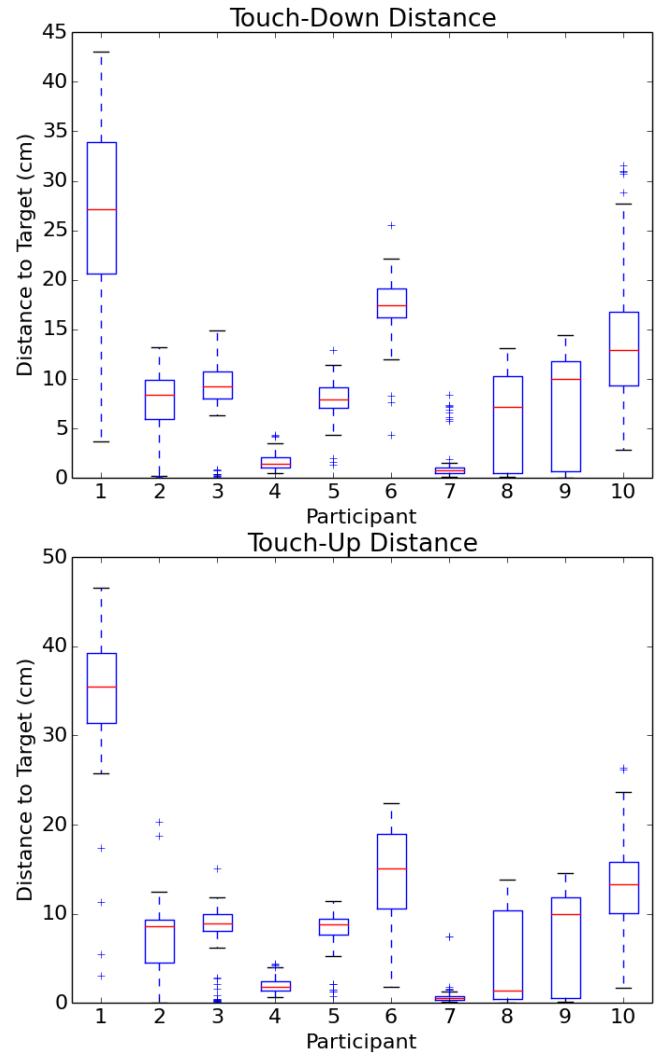 Touch-Down Distance
45
40
35
30
25
20
15
10
5
0
Distance to Target (cm)
1 2 3 4 5 6 7 8 9 10
Participant
Touch-Up Distance
50
40
30
20
10
0
Distance to Target (cm)
1 2 3 4 5 6 7 8 9 10
Participant